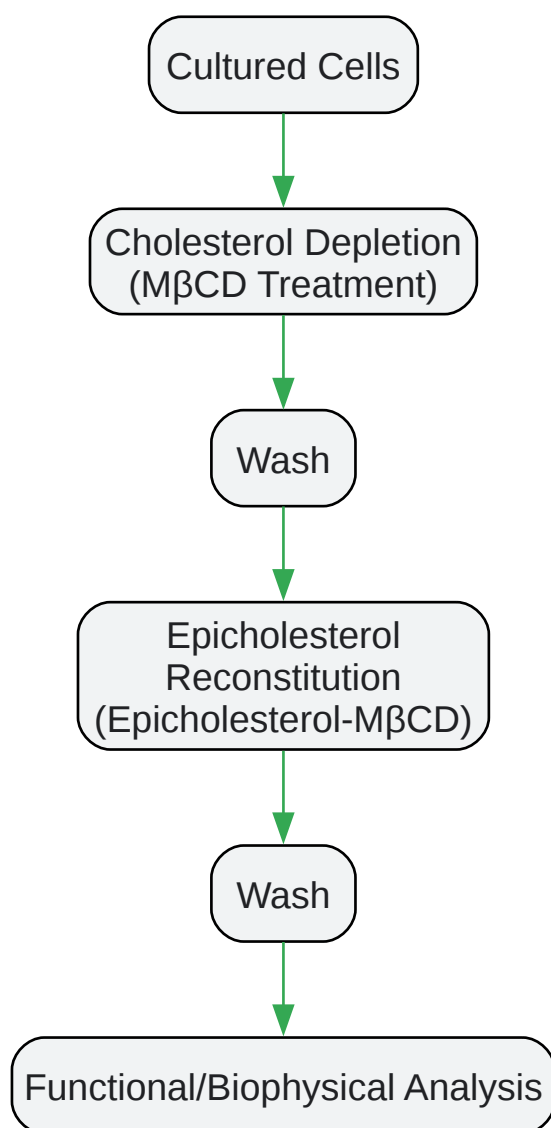 Cultured Cells
Cholesterol Depletion
(MβCD Treatment)
Wash
Epicholesterol
Reconstitution
(Epicholesterol-MβCD)
Wash
Functional/Biophysical Analysis